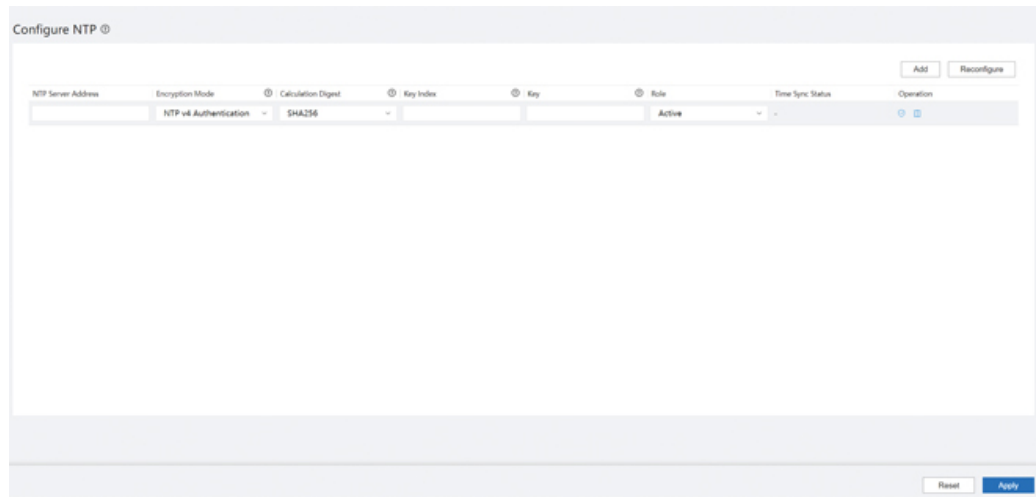 Configure NTP
Add Reconfigure
NTP Server Address Encryption Mode Calculation Digest Key Index Key Role Time Sync Status Operation
NTP v4 Authentication SHA256 Active -
Reset Apply